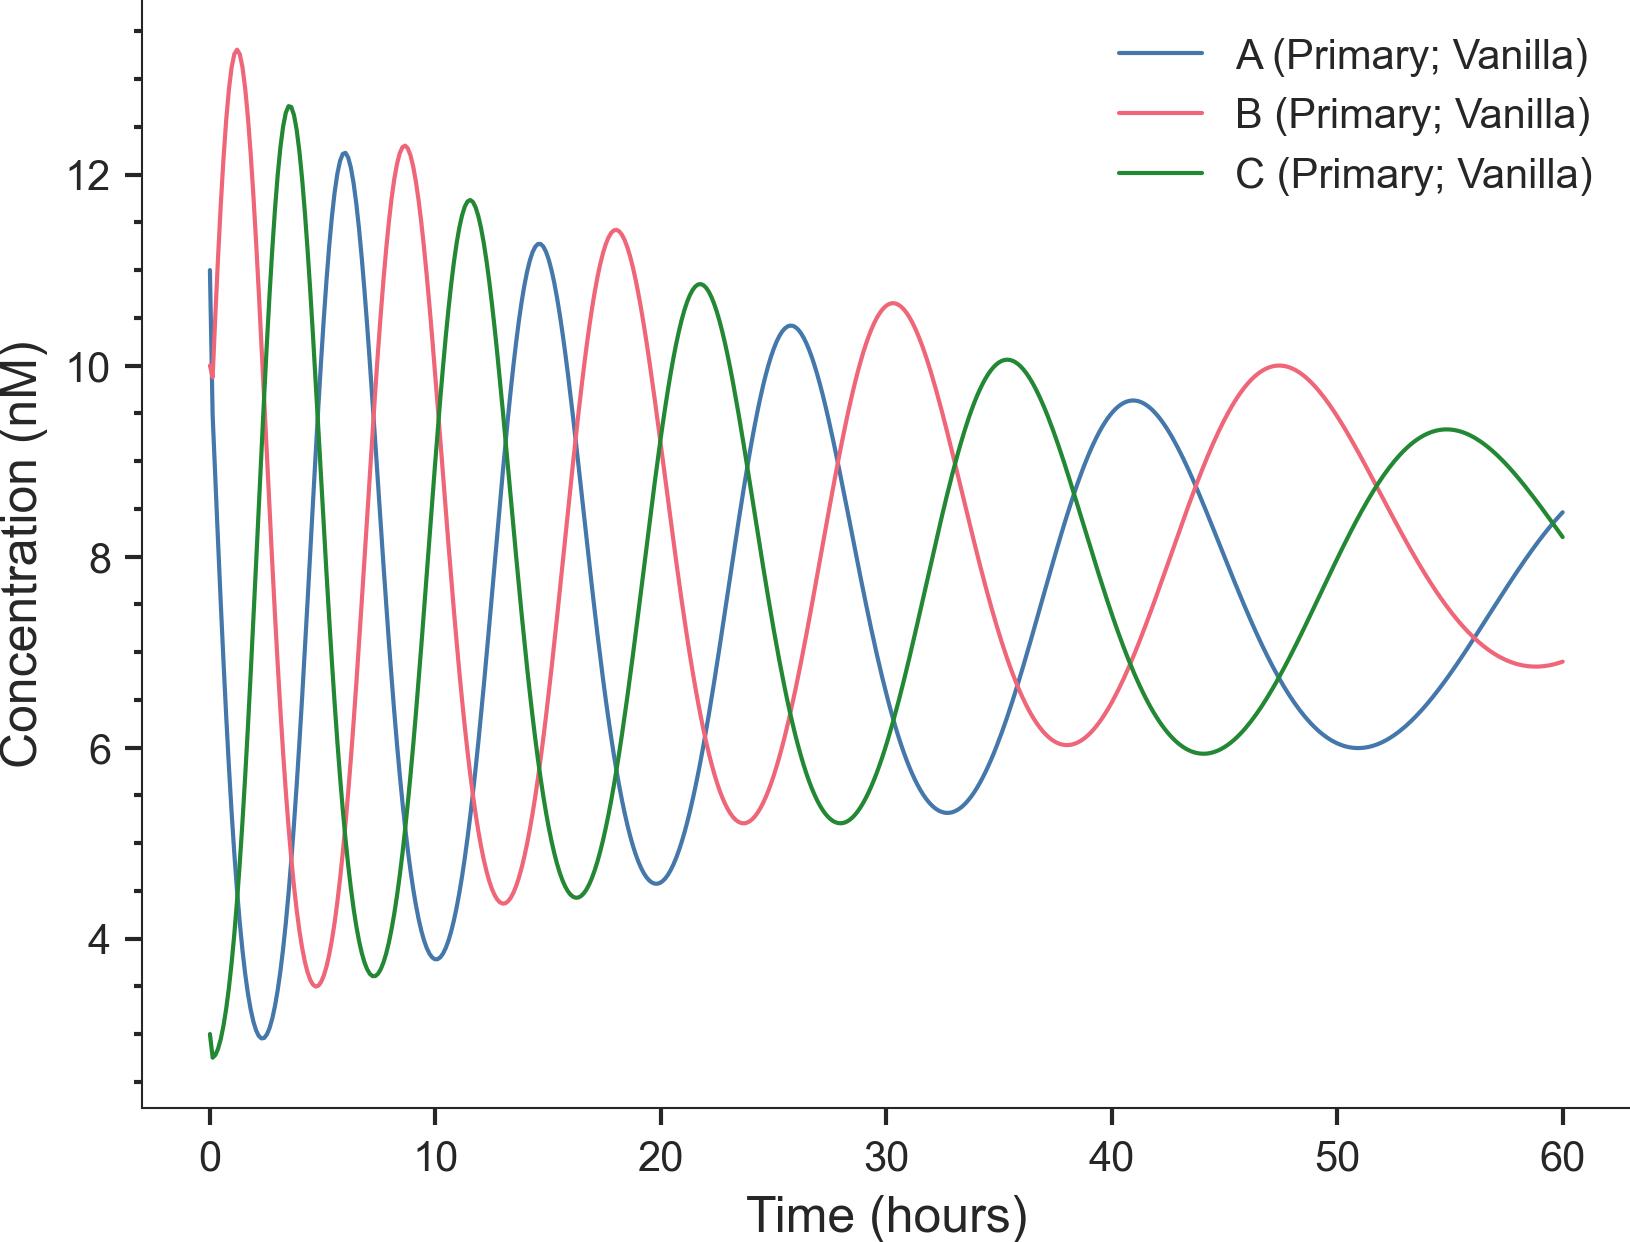 A (Primary; Vanilla)
B (Primary; Vanilla)
C (Primary; Vanilla)
Concentration (nM)
12
10
8
6
4
0 10 20 30 40 50 60
Time (hours)